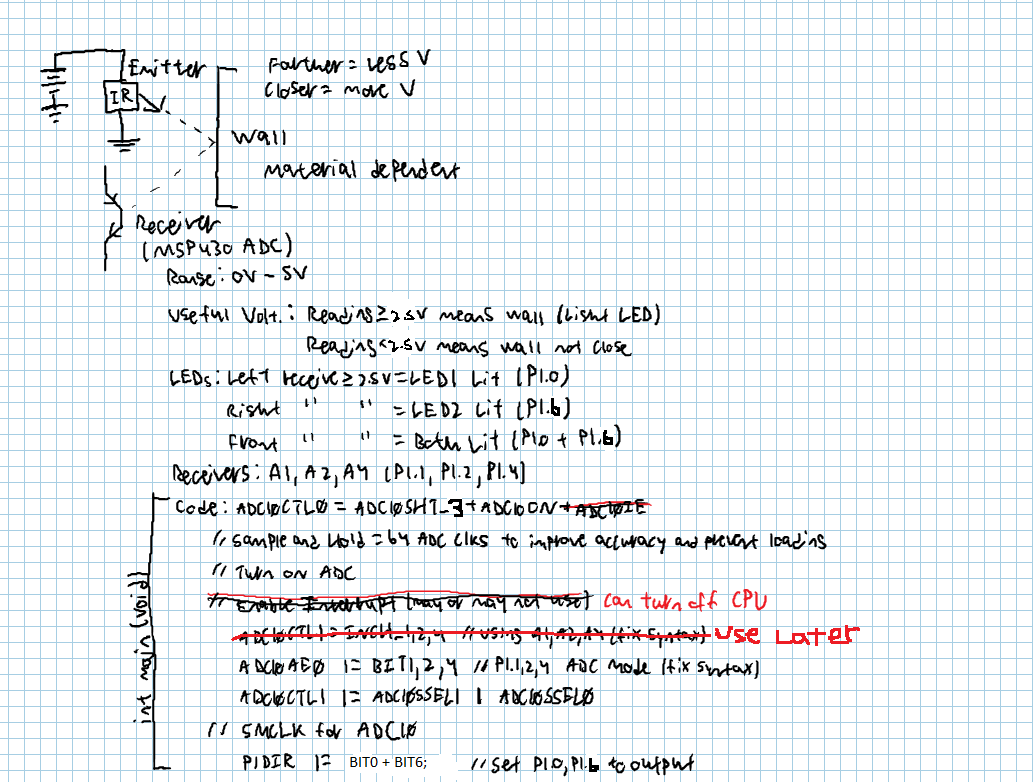 Emitter
Farther = Less V
Closer = more V
IR
Wall
Material dependent
Receiver
(MSP430 ADC)
Range: 0V - 5V
Useful Volt.: Reading ≥ 2.5V means wall (Light LED)
Reading < 2.5V means wall not close
LEDs: Left receive ≥ 2.5V = LED1 Lit (P1.0)
Right " " = LED2 Lit (P1.6)
Front " " = Both Lit (P1.0 + P1.6)
Receivers: A1, A2, A4 [P1.1, P1.2, P1.4]
Code: ADC10CTL0 = ADC10SHT_3 + ADC10ON + ADC10IE
// Sample and Hold = 64 ADC Clks to improve accuracy and prevent loading
// Turn on ADC
// Enable Interrupt (may or may not use) Can turn off CPU
ADC10CTL1 = INCH_1,2,4 // Using A1,A2,A4 (fix syntax) Use Later
ADC10AE0 |= BIT1,2,4 // P1.1,2,4 ADC mode (fix syntax)
ADC10CTL1 |= ADC10SSEL1 | ADC10SSEL0
// SMCLK for ADC10
P1DIR |= BIT0 + BIT6; // Set P1.0, P1.6 to output